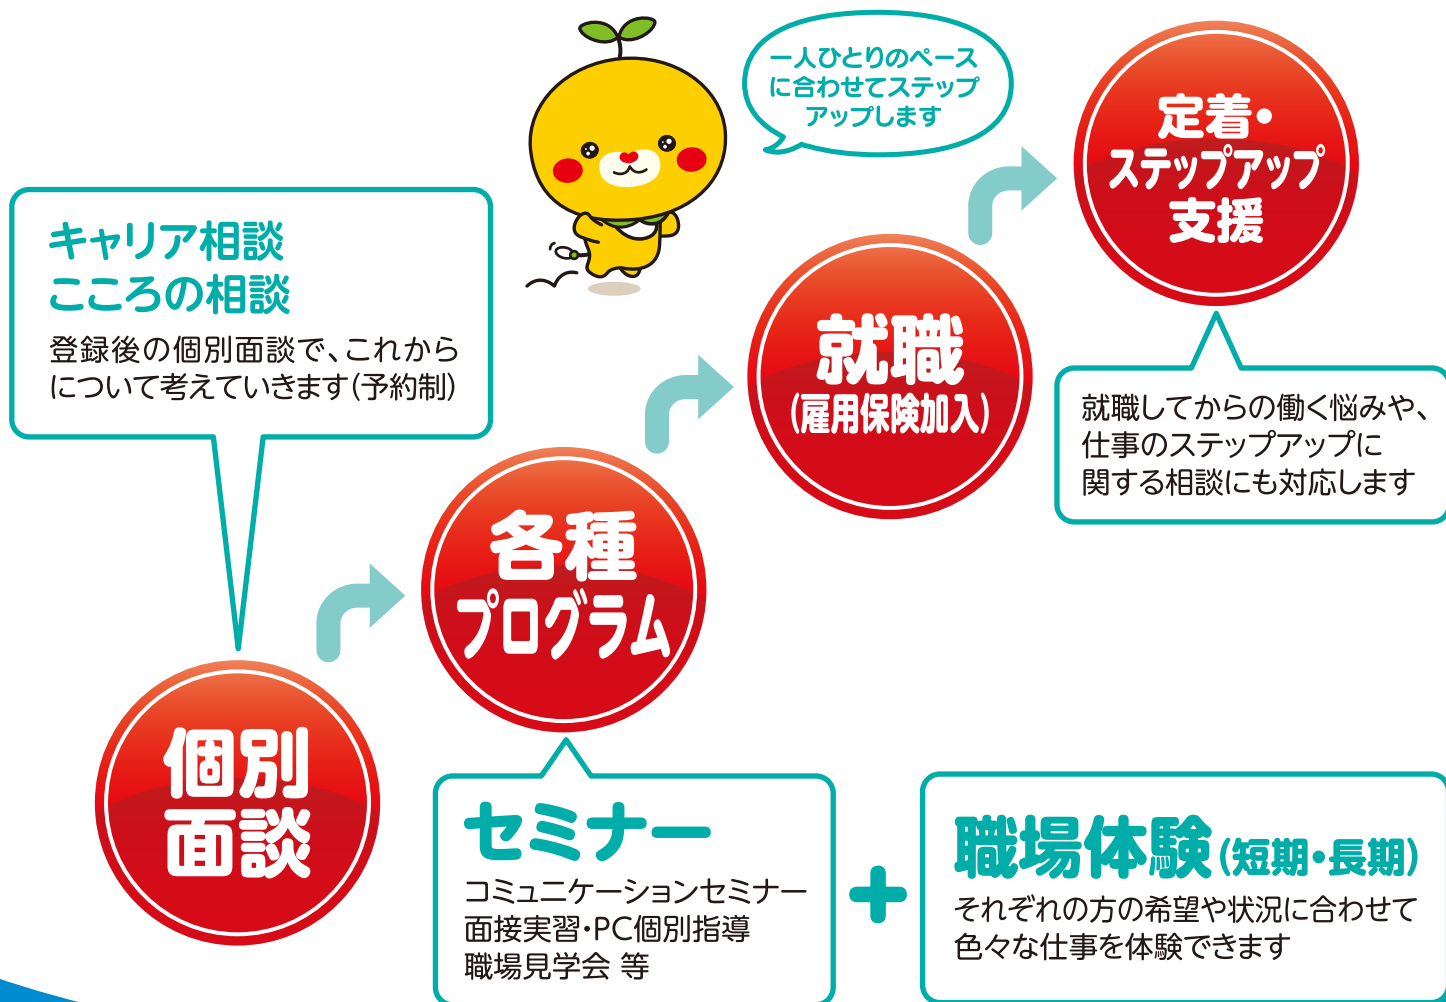 一人ひとりのペース
に合わせてステップ
アップします
定着・
ステップアップ
支援
キャリア相談
こころの相談
登録後の個別面談で、これから
について考えていきます(予約制)
就職
(雇用保険加入)
就職してからの働く悩みや、
仕事のステップアップに
関する相談にも対応します
各種
プログラム
個別
面談
セミナー
コミュニケーションセミナー
面接実習・PC個別指導
職場見学会 等
+
職場体験(短期・長期)
それぞれの方の希望や状況に合わせて
色々な仕事を体験できます